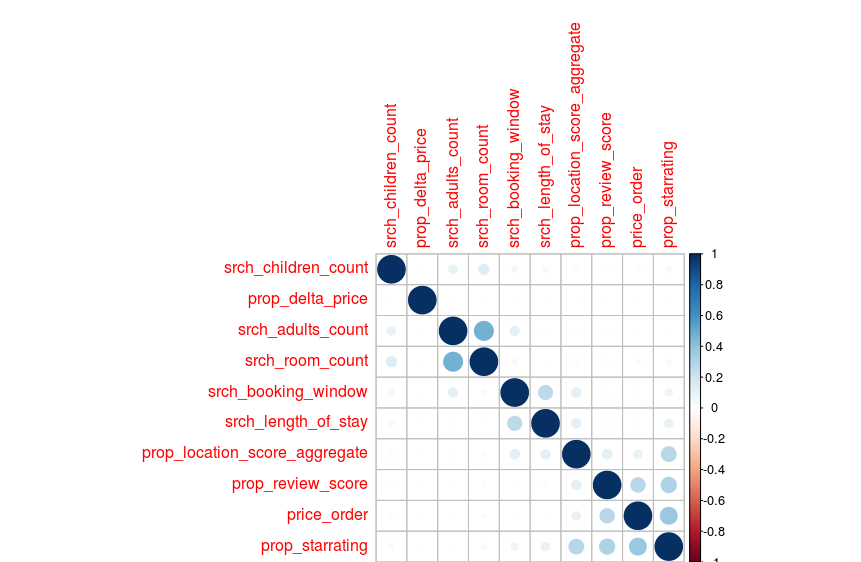 srch_children_count
prop_delta_price
srch_adults_count
srch_room_count
srch_booking_window
srch_length_of_stay
prop_location_score_aggregate
prop_review_score
price_order
prop_starrating
srch_children_count
prop_delta_price
srch_adults_count
srch_room_count
srch_booking_window
srch_length_of_stay
prop_location_score_aggregate
prop_review_score
price_order
prop_starrating
1
0.8
0.6
0.4
0.2
0
-0.2
-0.4
-0.6
-0.8
-1